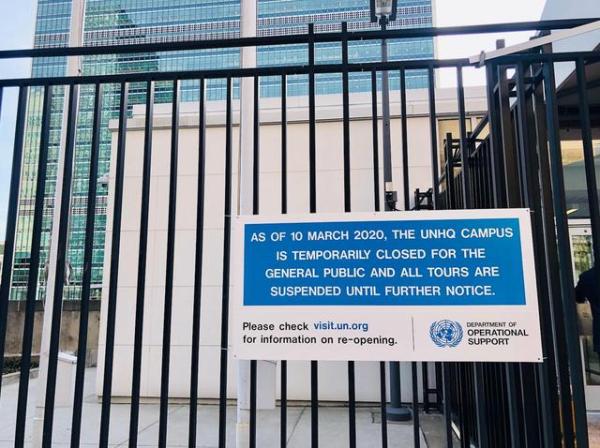 AS OF 10 MARCH 2020, THE UNHQ CAMPUS
IS TEMPORARILY CLOSED FOR THE
GENERAL PUBLIC AND ALL TOURS ARE
SUSPENDED UNTIL FURTHER NOTICE.
Please check visit.un.org
for information on re-opening.
DEPARTMENT OF
OPERATIONAL
SUPPORT